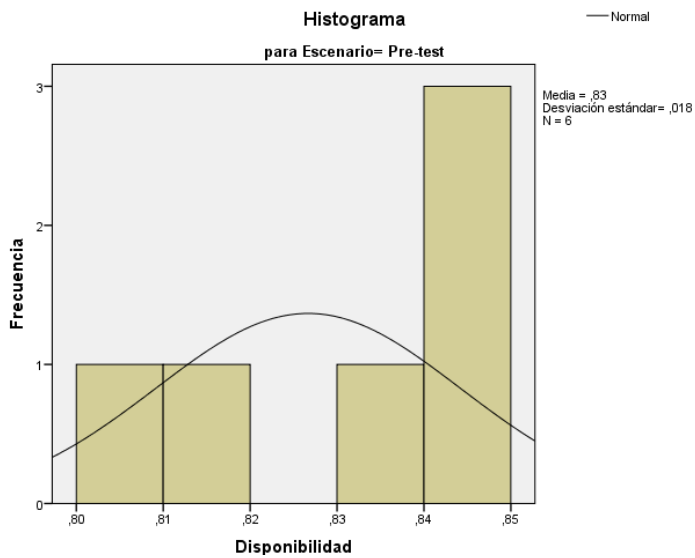 Histograma
Normal
para Escenario= Pre-test
Media = ,83
Desviación estándar= ,018
N = 6
3
2
1
0
Frecuencia
,80
,81
,82
,83
,84
,85
Disponibilidad